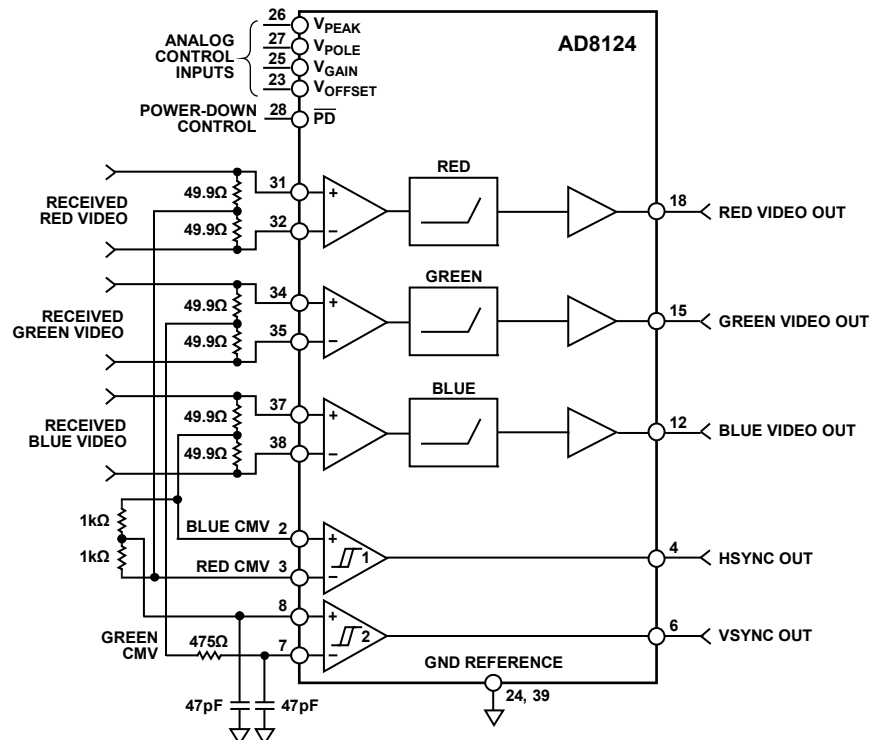 AD8124
ANALOG
CONTROL
INPUTS
26
VPEAK
27
VPOLE
25
VGAIN
23
VOFFSET
POWER-DOWN
CONTROL
28
PD
RECEIVED
RED VIDEO
49.9Ω
49.9Ω
31
32
+
–
RED
18
RED VIDEO OUT
RECEIVED
GREEN VIDEO
49.9Ω
49.9Ω
34
35
+
–
GREEN
15
GREEN VIDEO OUT
RECEIVED
BLUE VIDEO
49.9Ω
49.9Ω
37
38
+
–
BLUE
12
BLUE VIDEO OUT
1kΩ
1kΩ
BLUE CMV
2
RED CMV
3
+
–
1
4
HSYNC OUT
8
GREEN
CMV
475Ω
7
+
–
2
6
VSYNC OUT
47pF
47pF
GND REFERENCE
24, 39